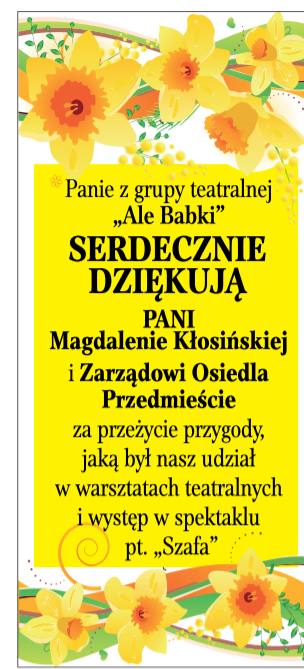 Panie z grupy teatralnej
„Ale Babki”
SERDECZNIE
DZIĘKUJĄ
PANI
Magdalenie Kłosińskiej
i Zarządowi Osiedla
Przedmieście
za przeżycie przygody,
jaką był nasz udział
w warsztatach teatralnych
i występ w spektaklu
pt. „Szafa”